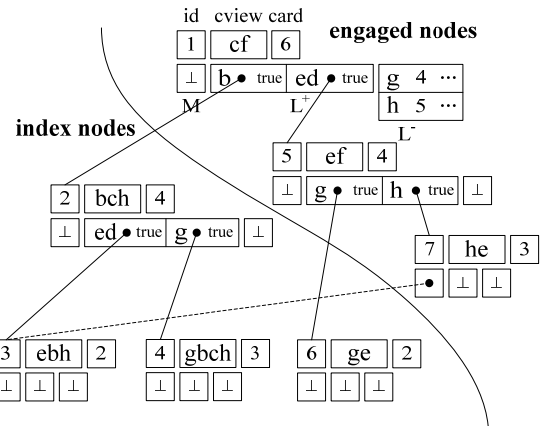 id cview card
1 cf 6
engaged nodes
⊥ b true ed true g 4 ···
h 5 ···
M L+ L-
index nodes
5 ef 4
⊥ g true h true ⊥
2 bch 4
⊥ ed true g true ⊥
7 he 3
⊥ ⊥
3 ebh 2
⊥ ⊥ ⊥
4 gbch 3
⊥ ⊥ ⊥
6 ge 2
⊥ ⊥ ⊥